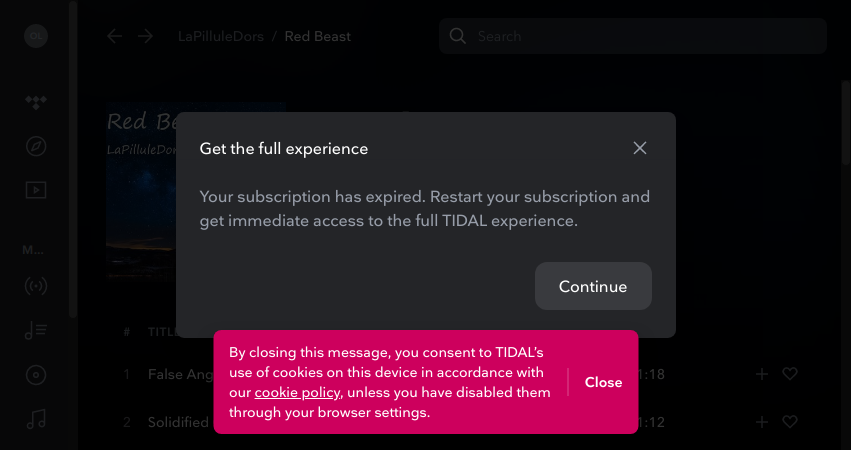 GL
LaPilluleDors / Red Beast
Search
Red Be
LaPilluleDor
Get the full experience
Your subscription has expired. Restart your subscription and
get immediate access to the full TIDAL experience.
Continue
M...
# TITL
By closing this message, you consent to TIDAL's
use of cookies on this device in accordance with
our cookie policy, unless you have disabled them
through your browser settings.
Close
1 False Ang :18
2 Solidified :12